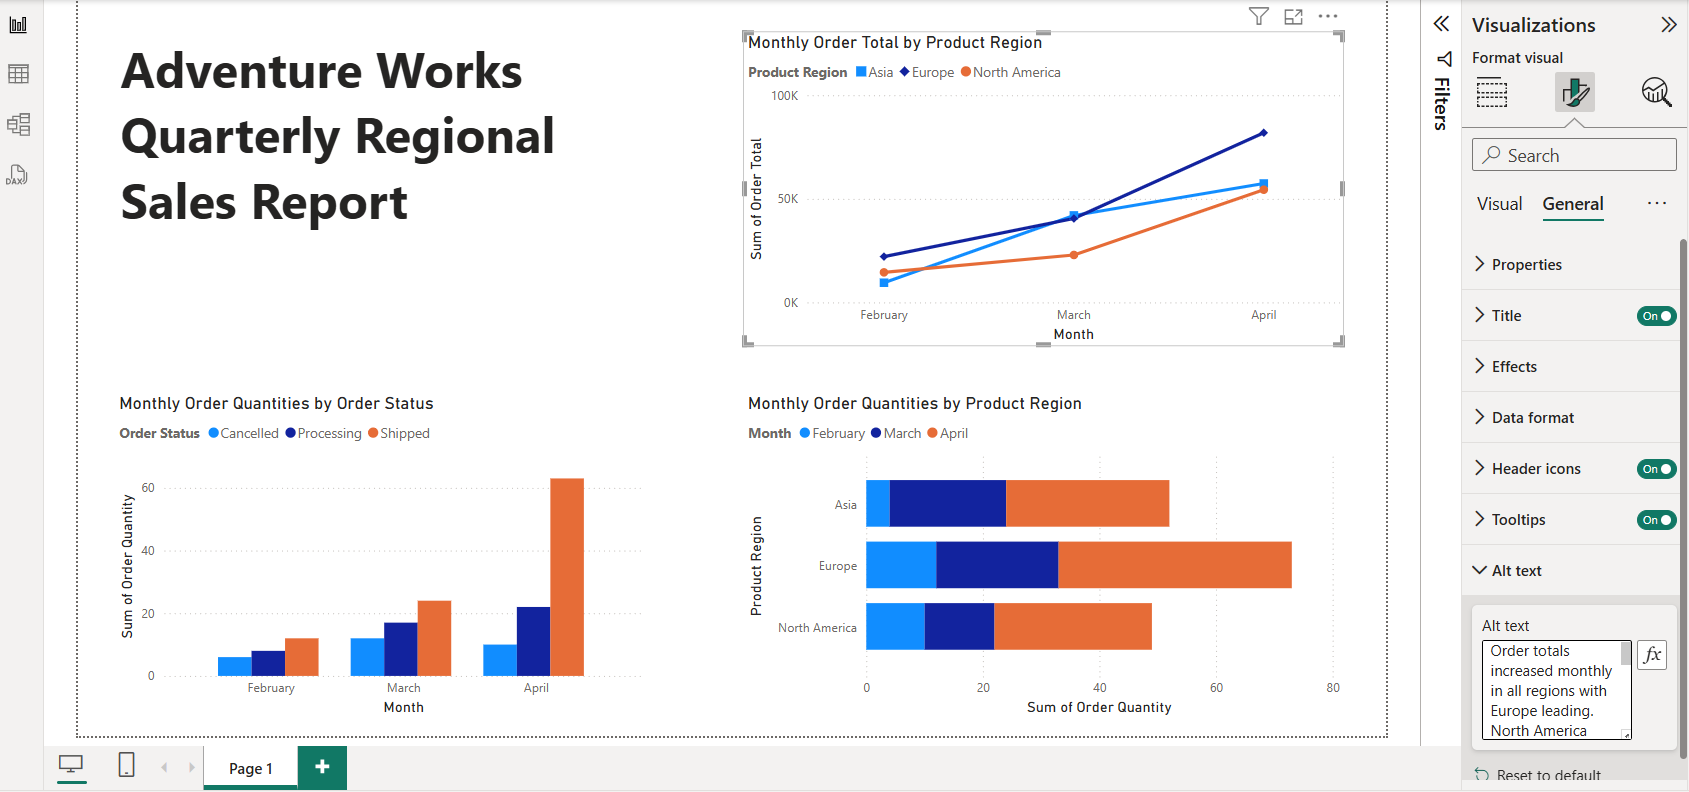 Adventure Works
Quarterly Regional
Sales Report
Monthly Order Total by Product Region
Product Region Asia Europe North America
100K
50K
0K
Sum of Order Total
February March April
Month
Monthly Order Quantities by Order Status
Order Status Cancelled Processing Shipped
60
40
20
0
Sum of Order Quantity
February March April
Month
Monthly Order Quantities by Product Region
Month February March April
Asia
Europe
North America
Product Region
0 20 40 60 80
Sum of Order Quantity
Page 1
+
DAX
Filters
Visualizations
Format visual
Search
Visual General
Properties
Title On
Effects
Data format
Header icons On
Tooltips On
Alt text
Alt text
Order totals
increased monthly
in all regions with
Europe leading.
North America
fx
Reset to default